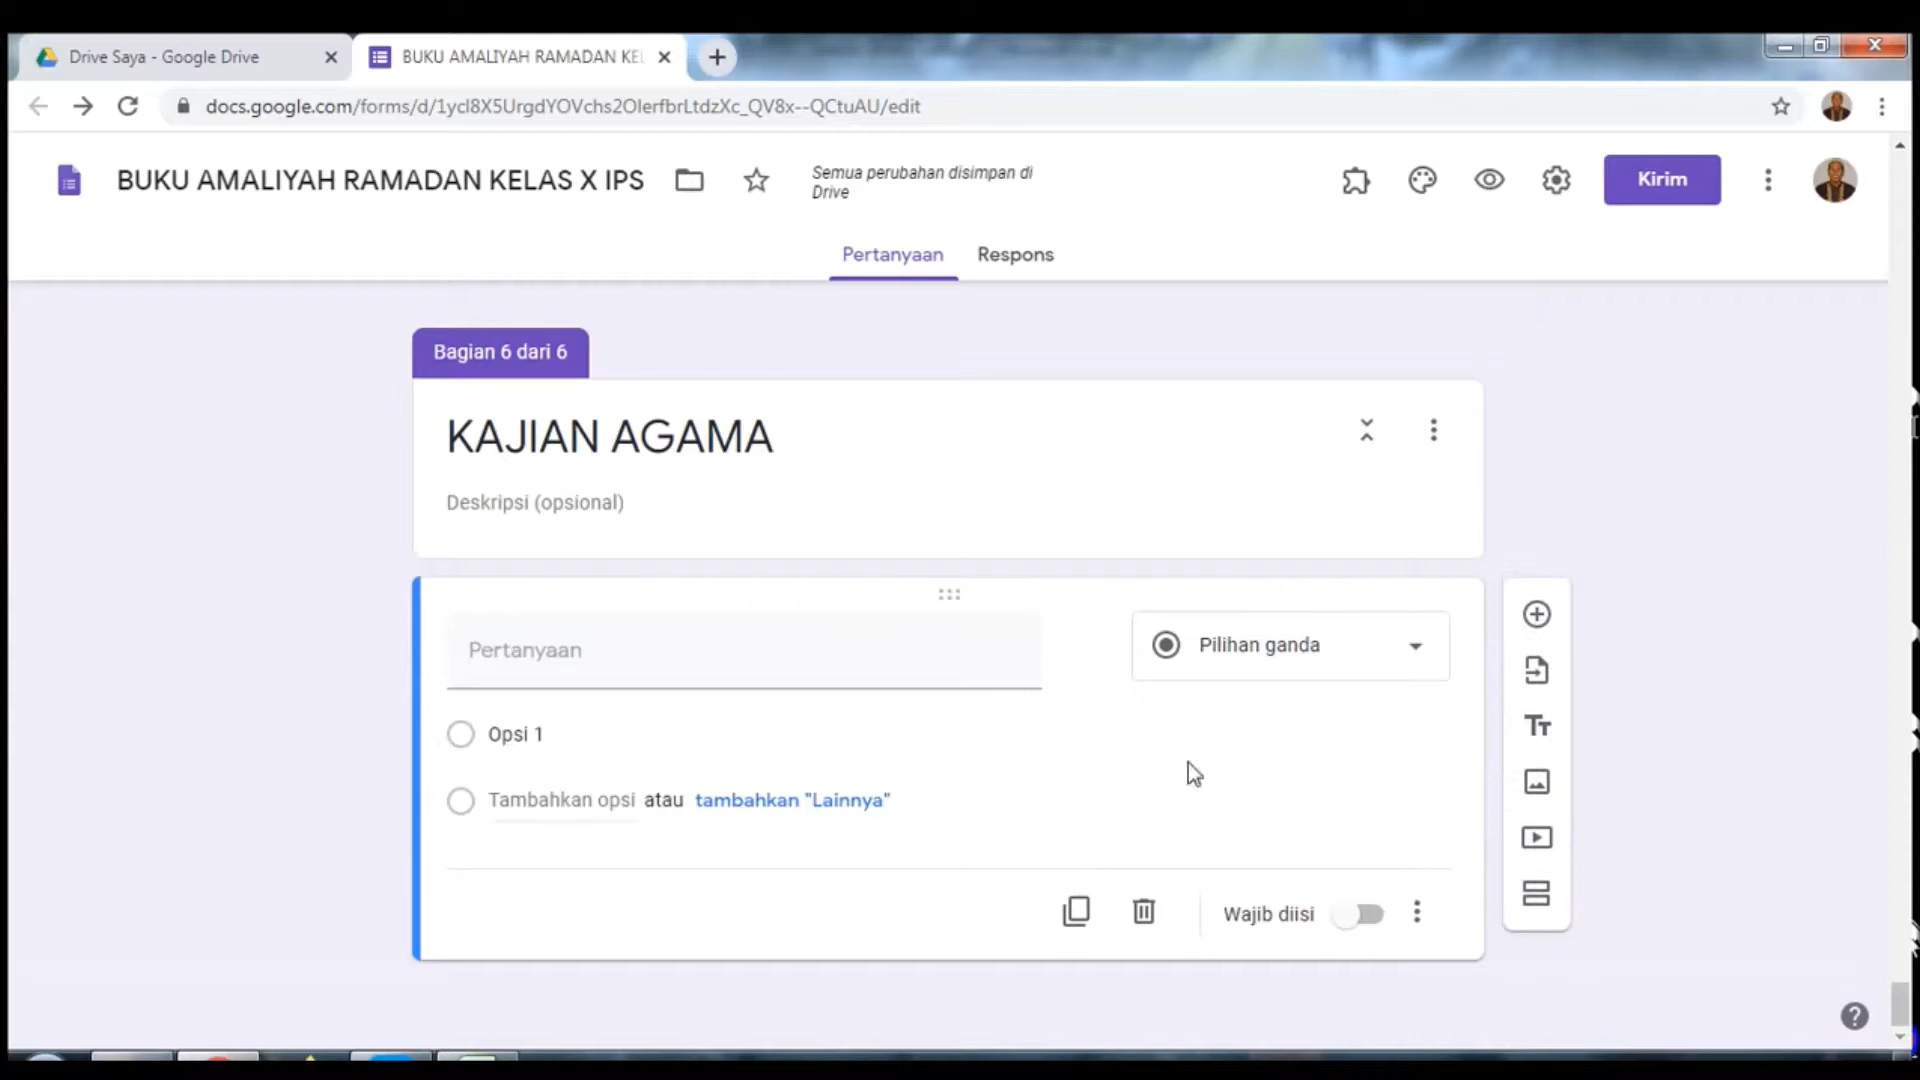 Drive Saya - Google Drive
BUKU AMALIYAH RAMADAN KEL
docs.google.com/forms/d/1ycl8X5UrgdYOVchs2OlerfbrLtdzXc_QV8x--QCtuAU/edit
BUKU AMALIYAH RAMADAN KELAS X IPS
Semua perubahan disimpan di
Drive
Kirim
Pertanyaan
Respons
Bagian 6 dari 6
KAJIAN AGAMA
Deskripsi (opsional)
Pertanyaan
Pilihan ganda
Opsi 1
Tambahkan opsi atau tambahkan "Lainnya"
Wajib diisi